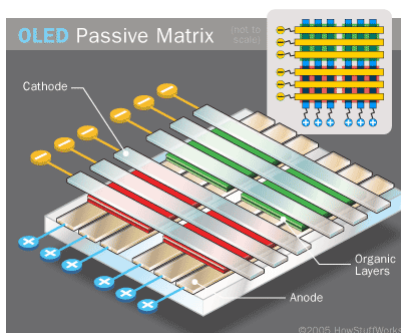 OLED Passive Matrix
(not to
scale)
Cathode
Organic
Layers
Anode
©2005 HowStuffWorks